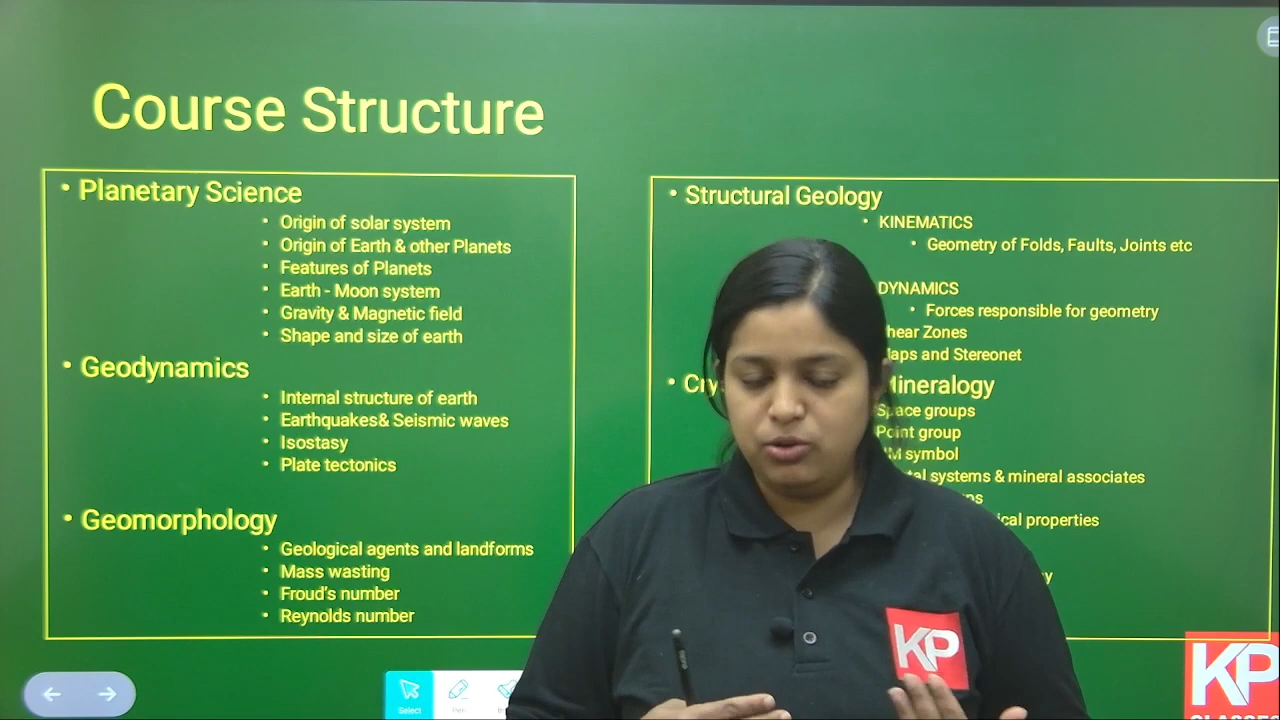 Course Structure
• Planetary Science
• Origin of solar system
• Origin of Earth & other Planets
• Features of Planets
• Earth - Moon system
• Gravity & Magnetic field
• Shape and size of earth
• Geodynamics
• Internal structure of earth
• Earthquakes& Seismic waves
• Isostasy
• Plate tectonics
• Geomorphology
• Geological agents and landforms
• Mass wasting
• Froud's number
• Reynolds number
• Structural Geology
• KINEMATICS
• Geometry of Folds, Faults, Joints etc
DYNAMICS
• Forces responsible for geometry
Zones
and Stereonet
• Mineralogy
Space groups
Point group
symbol
systems & mineral associates
properties
KP
KP
Select
Pen